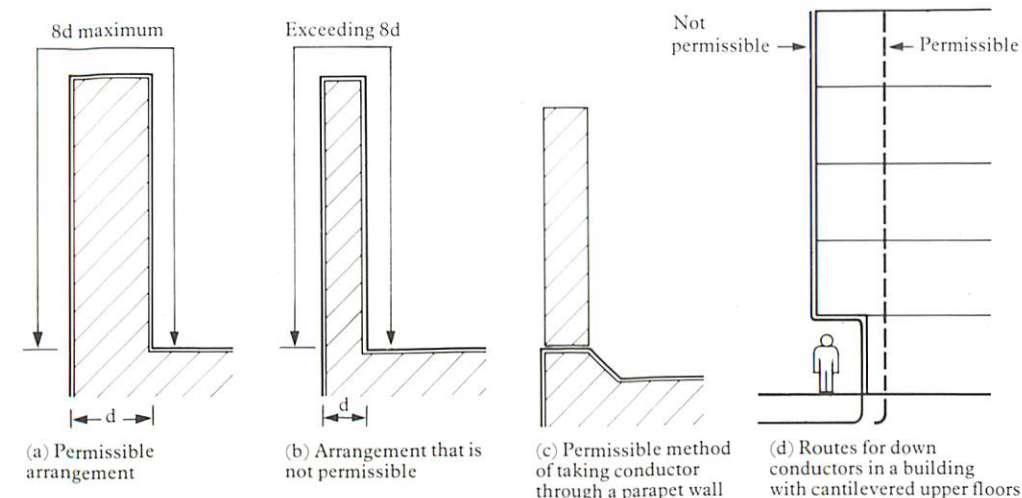 8d maximum
Exceeding 8d
Not
permissible
Permissible
d
d
(a) Permissible
arrangement
(b) Arrangement that is
not permissible
(c) Permissible method
of taking conductor
through a parapet wall
(d) Routes for down
conductors in a building
with cantilevered upper floors